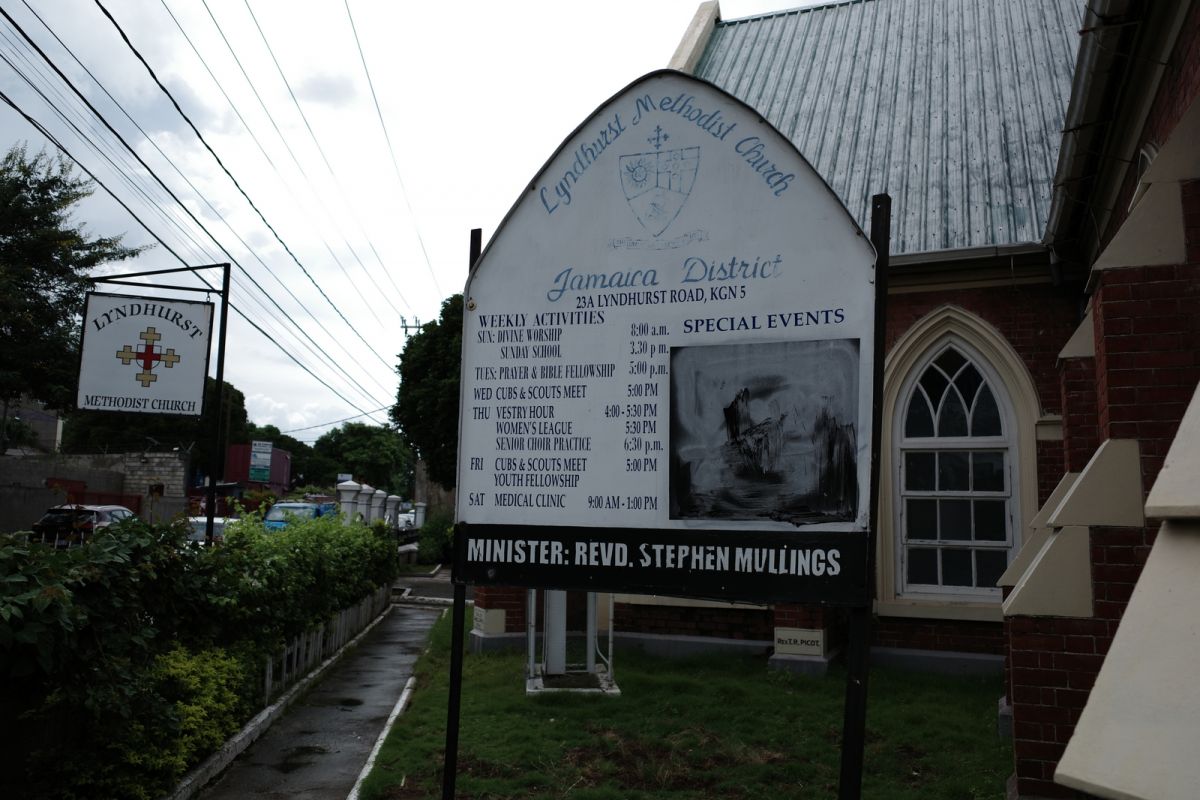 Lyndhurst Methodist Church
Jamaica District
23A LYNDHURST ROAD, KGN 5
WEEKLY ACTIVITIES
SUN: DIVINE WORSHIP 8:00 a.m.
SUNDAY SCHOOL 3.30 p m.
TUES: PRAYER & BIBLE FELLOWSHIP 5:00 p.m.
WED CUBS & SCOUTS MEET 5:00 PM
THU VESTRY HOUR 4:00 - 5:30 PM
WOMEN'S LEAGUE 5:30 PM
SENIOR CHOIR PRACTICE 6:30 p.m.
FRI CUBS & SCOUTS MEET 5:00 PM
YOUTH FELLOWSHIP
SAT MEDICAL CLINIC 9:00 AM - 1:00 PM
SPECIAL EVENTS
MINISTER: REVD. STEPHEN MULLINGS
LYNDHURST
METHODIST CHURCH
REV. T.R. PICOT.